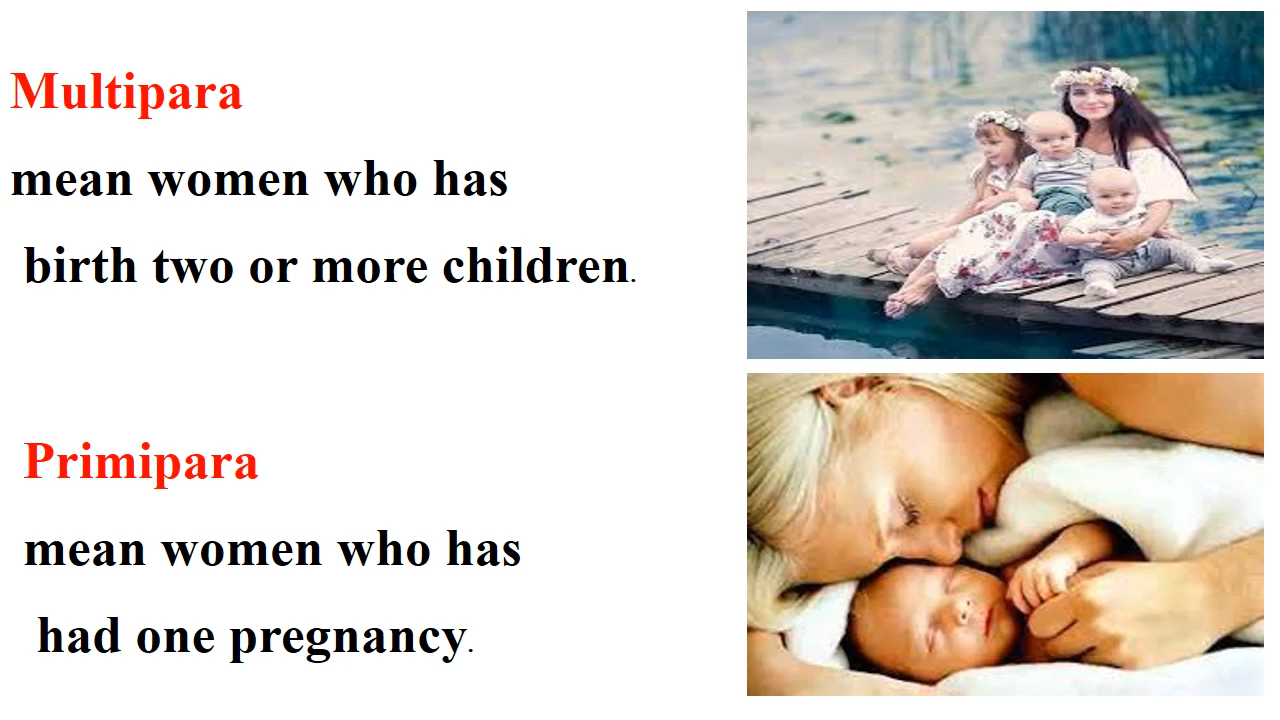 Multipara
mean women who has
birth two or more children.
Primipara
mean women who has
had one pregnancy.